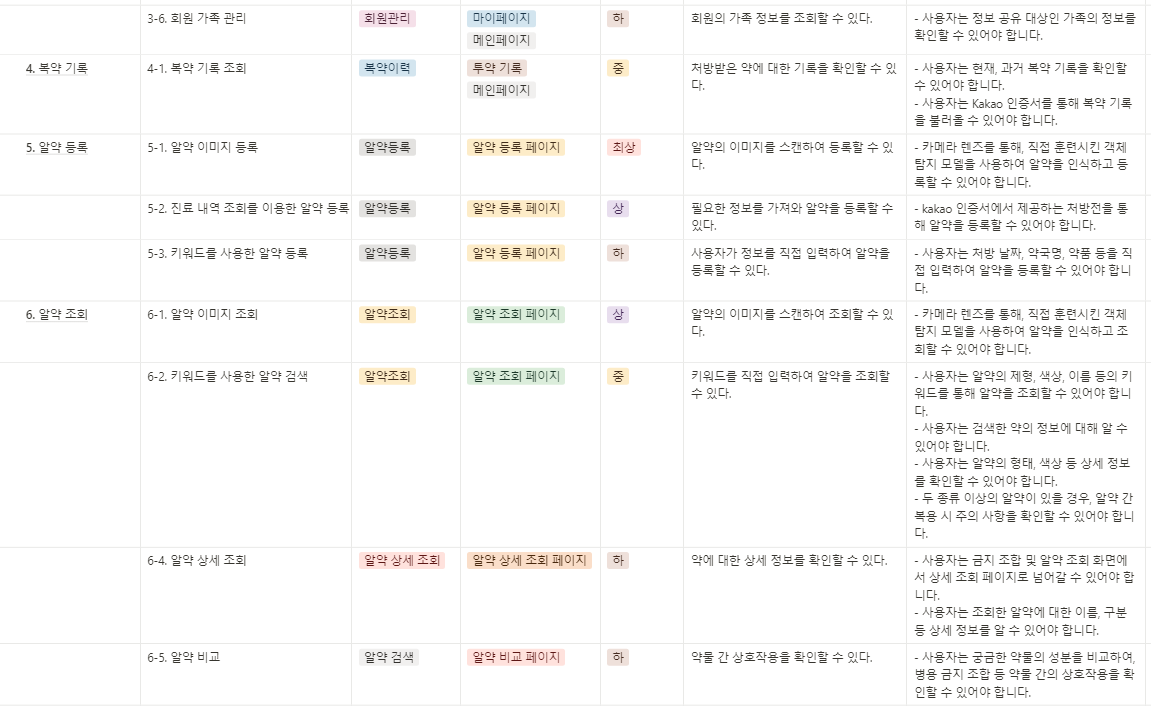 3-6. 회원 가족 관리
회원관리
마이페이지
메인페이지
하
회원의 가족 정보를 조회할 수 있다.
- 사용자는 정보 공유 대상인 가족의 정보를
확인할 수 있어야 합니다.
4. 복약 기록
4-1. 복약 기록 조회
복약이력
투약 기록
메인페이지
중
처방받은 약에 대한 기록을 확인할 수 있
다.
- 사용자는 현재, 과거 복약 기록을 확인할
수 있어야 합니다.
- 사용자는 Kakao 인증서를 통해 복약 기록
을 불러올 수 있어야 합니다.
5. 알약 등록
5-1. 알약 이미지 등록
알약등록
알약 등록 페이지
최상
알약의 이미지를 스캔하여 등록할 수 있
다.
- 카메라 렌즈를 통해, 직접 훈련시킨 객체
탐지 모델을 사용하여 알약을 인식하고 등
록할 수 있어야 합니다.
5-2. 진료 내역 조회를 이용한 알약 등록
알약등록
알약 등록 페이지
상
필요한 정보를 가져와 알약을 등록할 수
있다.
- kakao 인증서에서 제공하는 처방전을 통
해 알약을 등록할 수 있어야 합니다.
5-3. 키워드를 사용한 알약 등록
알약등록
알약 등록 페이지
하
사용자가 정보를 직접 입력하여 알약을
등록할 수 있다.
- 사용자는 처방 날짜, 약국명, 약품 등을 직
접 입력하여 알약을 등록할 수 있어야 합니
다.
6. 알약 조회
6-1. 알약 이미지 조회
알약조회
알약 조회 페이지
상
알약의 이미지를 스캔하여 조회할 수 있
다.
- 카메라 렌즈를 통해, 직접 훈련시킨 객체
탐지 모델을 사용하여 알약을 인식하고 조
회할 수 있어야 합니다.
6-2. 키워드를 사용한 알약 검색
알약조회
알약 조회 페이지
중
키워드를 직접 입력하여 알약을 조회할
수 있다.
- 사용자는 알약의 제형, 색상, 이름 등의 키
워드를 통해 알약을 조회할 수 있어야 합니
다.
- 사용자는 검색한 약의 정보에 대해 알 수
있어야 합니다.
- 사용자는 알약의 형태, 색상 등 상세 정보
를 확인할 수 있어야 합니다.
- 두 종류 이상의 알약이 있을 경우, 알약 간
복용 시 주의 사항을 확인할 수 있어야 합니
다.
6-4. 알약 상세 조회
알약 상세 조회
알약 상세 조회 페이지
하
약에 대한 상세 정보를 확인할 수 있다.
- 사용자는 금지 조합 및 알약 조회 화면에
서 상세 조회 페이지로 넘어갈 수 있어야 합
니다.
- 사용자는 조회한 알약에 대한 이름, 구분
등 상세 정보를 알 수 있어야 합니다.
6-5. 알약 비교
알약 검색
알약 비교 페이지
하
약물 간 상호작용을 확인할 수 있다.
- 사용자는 궁금한 약물의 성분을 비교하여,
병용 금지 조합 등 약물 간의 상호작용을 확
인할 수 있어야 합니다.